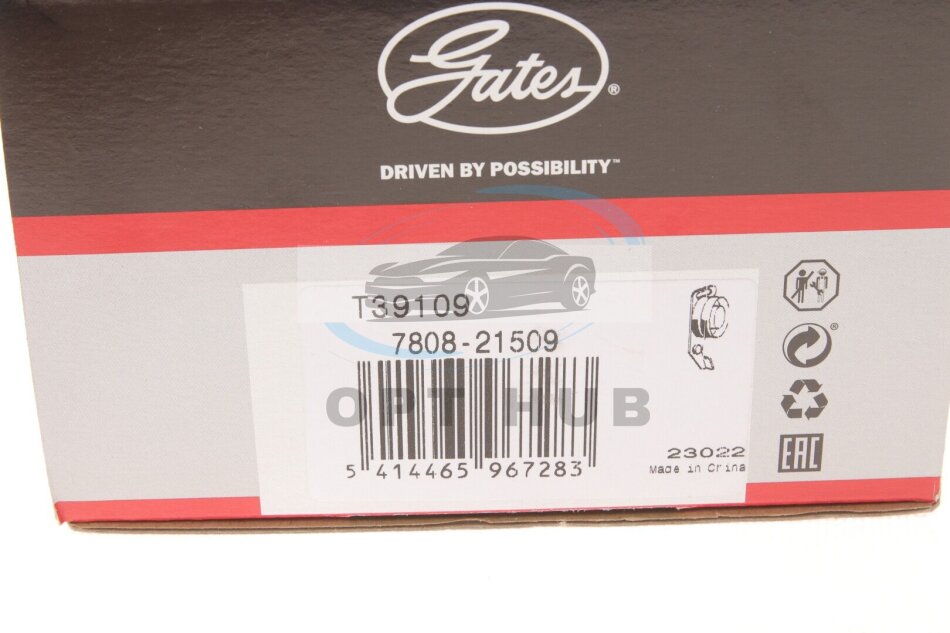 Gates®
DRIVEN BY POSSIBILITY™
T39109
7808-21509
OPT HUB
5 414465 967283
23022
Made in China
®
EAC